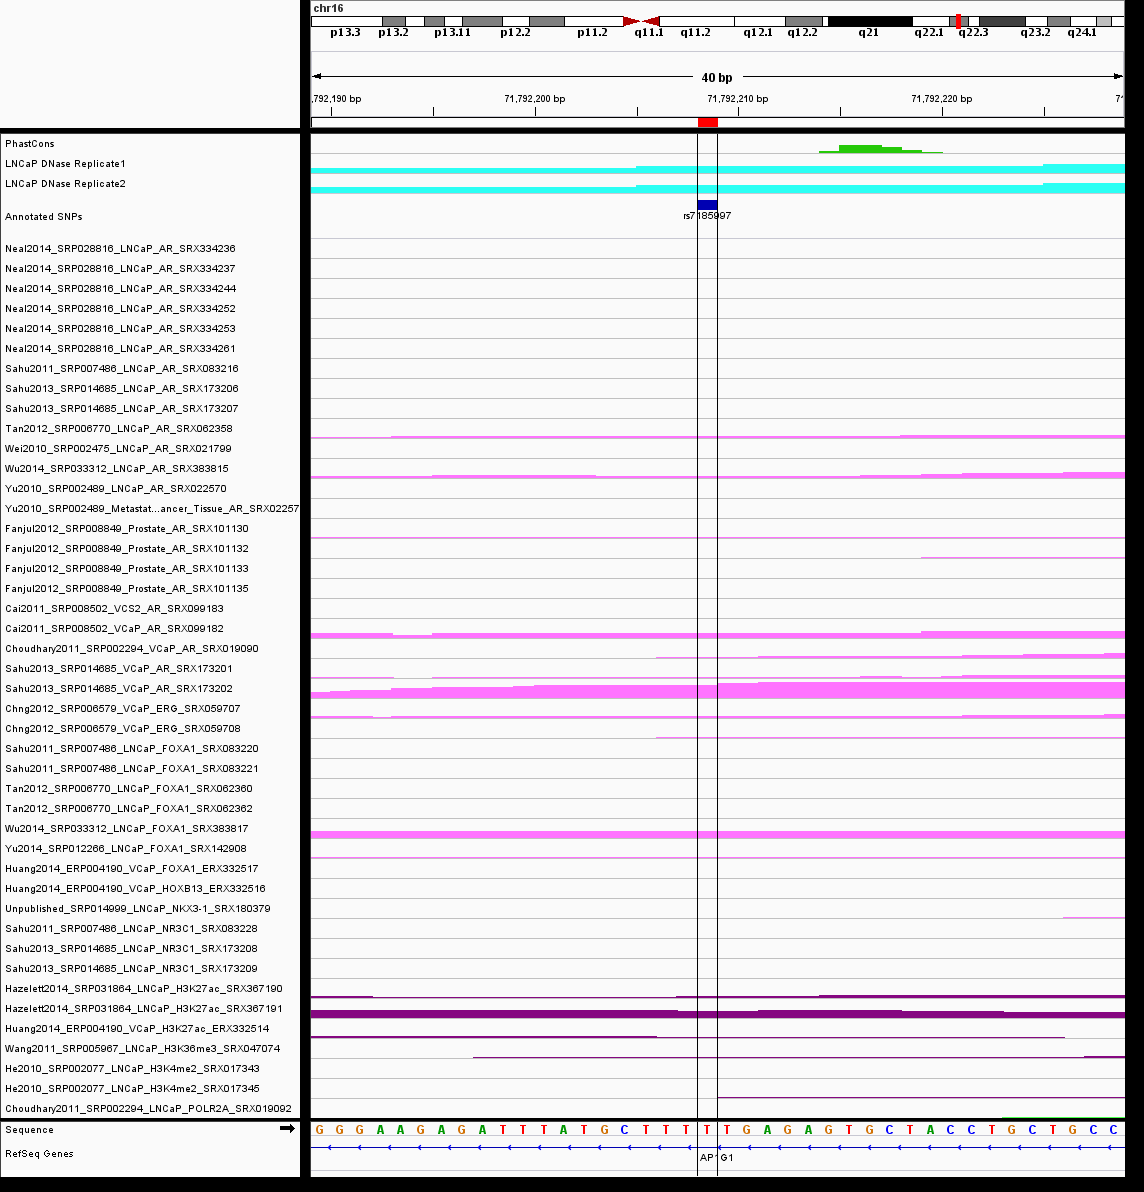 chr16
p13.3 p13.2 p13.11 p12.2 p11.2 q11.1 q11.2 q12.1 q12.2 q21 q22.1 q22.3 q23.2 q24.1
40 bp
,792,190 bp 71,792,200 bp 71,792,210 bp 71,792,220 bp 7
PhastCons
LNCaP DNase Replicate1
LNCaP DNase Replicate2
Annotated SNPs rs7185997
Neal2014_SRP028816_LNCaP_AR_SRX334236
Neal2014_SRP028816_LNCaP_AR_SRX334237
Neal2014_SRP028816_LNCaP_AR_SRX334244
Neal2014_SRP028816_LNCaP_AR_SRX334252
Neal2014_SRP028816_LNCaP_AR_SRX334253
Neal2014_SRP028816_LNCaP_AR_SRX334261
Sahu2011_SRP007486_LNCaP_AR_SRX083216
Sahu2013_SRP014685_LNCaP_AR_SRX173206
Sahu2013_SRP014685_LNCaP_AR_SRX173207
Tan2012_SRP006770_LNCaP_AR_SRX062358
Wei2010_SRP002475_LNCaP_AR_SRX021799
Wu2014_SRP033312_LNCaP_AR_SRX383815
Yu2010_SRP002489_LNCaP_AR_SRX022570
Yu2010_SRP002489_Metastat...ancer_Tissue_AR_SRX02257
Fanjul2012_SRP008849_Prostate_AR_SRX101130
Fanjul2012_SRP008849_Prostate_AR_SRX101132
Fanjul2012_SRP008849_Prostate_AR_SRX101133
Fanjul2012_SRP008849_Prostate_AR_SRX101135
Cai2011_SRP008502_VCS2_AR_SRX099183
Cai2011_SRP008502_VCaP_AR_SRX099182
Choudhary2011_SRP002294_VCaP_AR_SRX019090
Sahu2013_SRP014685_VCaP_AR_SRX173201
Sahu2013_SRP014685_VCaP_AR_SRX173202
Chng2012_SRP006579_VCaP_ERG_SRX059707
Chng2012_SRP006579_VCaP_ERG_SRX059708
Sahu2011_SRP007486_LNCaP_FOXA1_SRX083220
Sahu2011_SRP007486_LNCaP_FOXA1_SRX083221
Tan2012_SRP006770_LNCaP_FOXA1_SRX062360
Tan2012_SRP006770_LNCaP_FOXA1_SRX062362
Wu2014_SRP033312_LNCaP_FOXA1_SRX383817
Yu2014_SRP012266_LNCaP_FOXA1_SRX142908
Huang2014_ERP004190_VCaP_FOXA1_ERX332517
Huang2014_ERP004190_VCaP_HOXB13_ERX332516
Unpublished_SRP014999_LNCaP_NKX3-1_SRX180379
Sahu2011_SRP007486_LNCaP_NR3C1_SRX083228
Sahu2013_SRP014685_LNCaP_NR3C1_SRX173208
Sahu2013_SRP014685_LNCaP_NR3C1_SRX173209
Hazelett2014_SRP031864_LNCaP_H3K27ac_SRX367190
Hazelett2014_SRP031864_LNCaP_H3K27ac_SRX367191
Huang2014_ERP004190_VCaP_H3K27ac_ERX332514
Wang2011_SRP005967_LNCaP_H3K36me3_SRX047074
He2010_SRP002077_LNCaP_H3K4me2_SRX017343
He2010_SRP002077_LNCaP_H3K4me2_SRX017345
Choudhary2011_SRP002294_LNCaP_POLR2A_SRX019092
Sequence G G G A A G A G A T T T A T G C T T T T T G A G A G T G C T A C C T G C T G C C
RefSeq Genes AP1G1